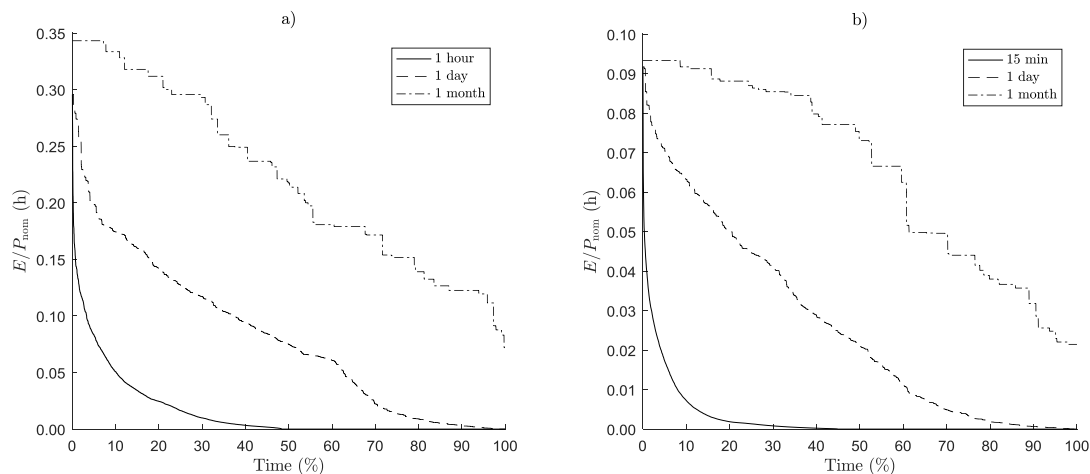 a)
0.35
0.30
0.25
0.20
0.15
0.10
0.05
0.00
E/Pnom (h)
1 hour
1 day
1 month
0 10 20 30 40 50 60 70 80 90 100
Time (%)
b)
0.10
0.09
0.08
0.07
0.06
0.05
0.04
0.03
0.02
0.01
0.00
E/Pnom (h)
15 min
1 day
1 month
0 10 20 30 40 50 60 70 80 90 100
Time (%)